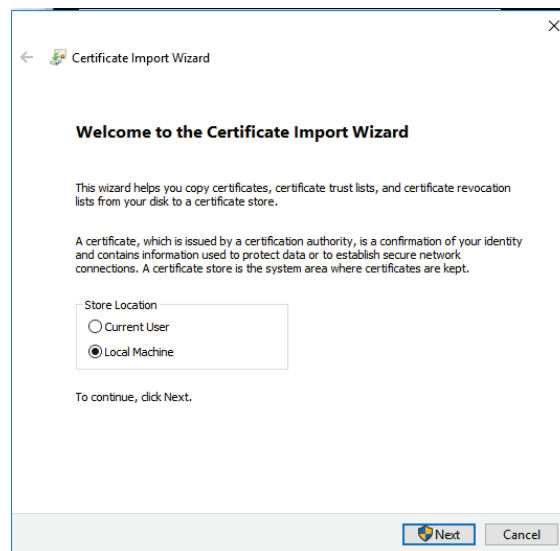 Certificate Import Wizard
Welcome to the Certificate Import Wizard
This wizard helps you copy certificates, certificate trust lists, and certificate revocation
lists from your disk to a certificate store.
A certificate, which is issued by a certification authority, is a confirmation of your identity
and contains information used to protect data or to establish secure network
connections. A certificate store is the system area where certificates are kept.
Store Location
Current User
Local Machine
To continue, click Next.
Next Cancel